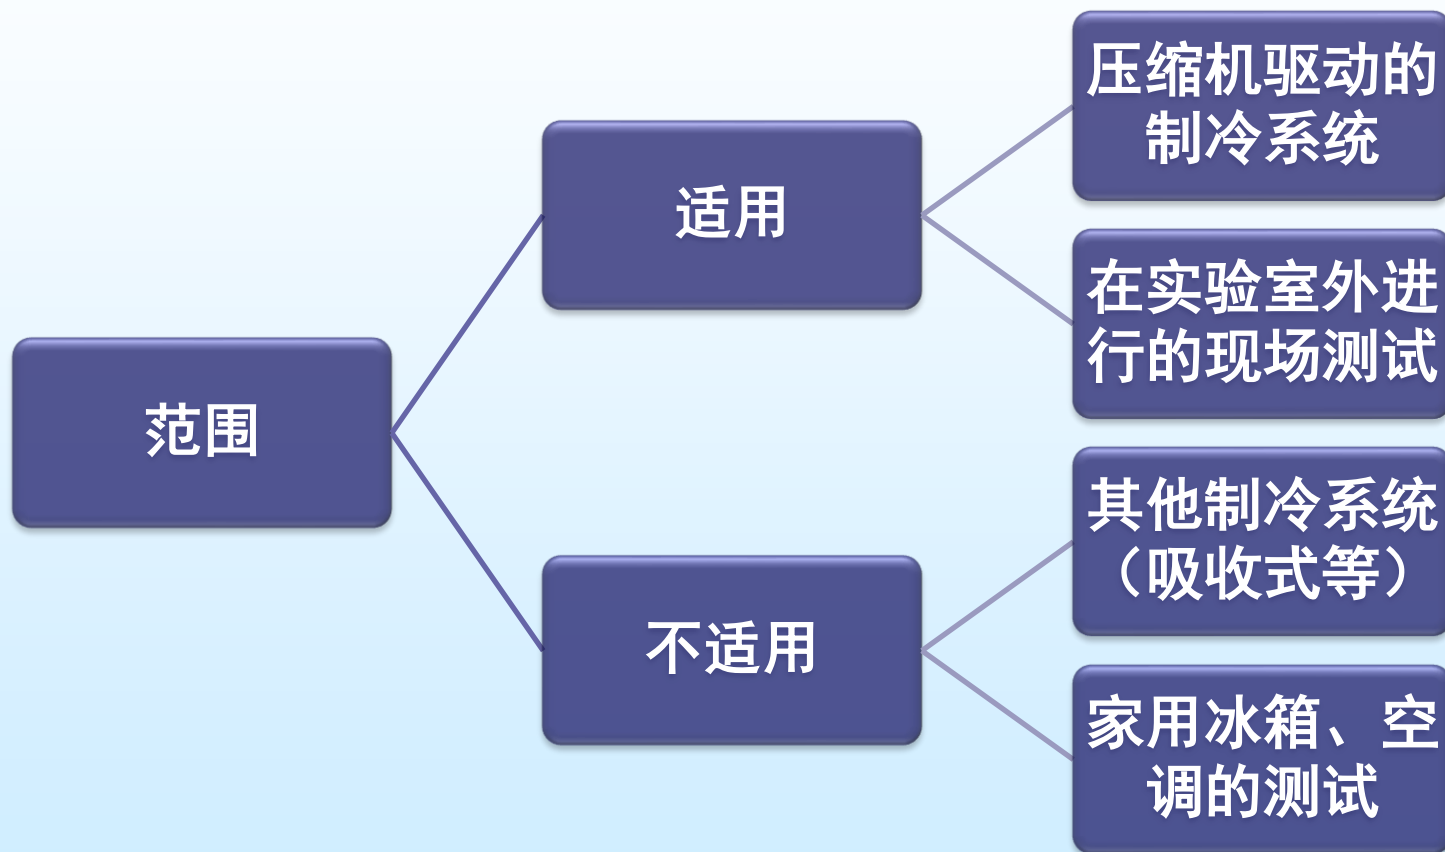 范围
适用
压缩机驱动的
制冷系统
在实验室外进
行的现场测试
不适用
其他制冷系统
（吸收式等）
家用冰箱、空
调的测试